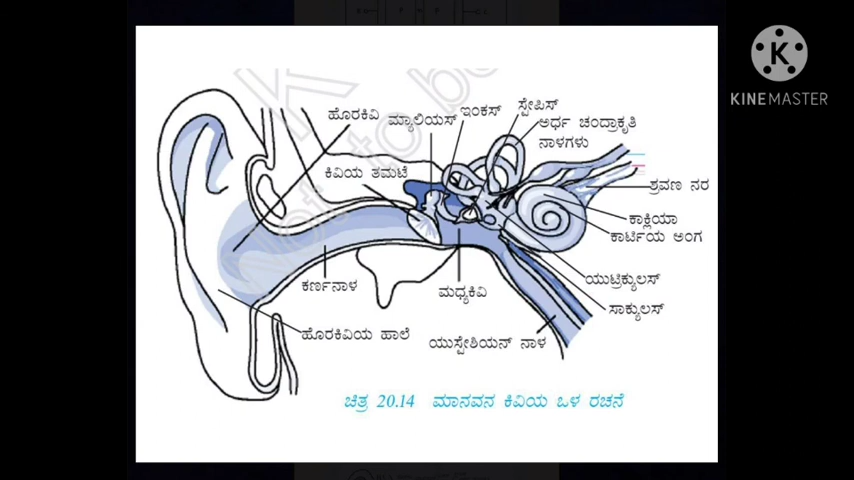 KINEMASTER
ಹೊರಕಿವಿ
ಮ್ಯಾಲಿಯಸ್
ಇಂಕಸ್
ಸ್ಟೇಪಿಸ್
ಅರ್ಧ ಚಂದ್ರಾಕೃತಿ
ನಾಳಗಳು
ಕಿವಿಯ ತಮಟೆ
ಶ್ರವಣ ನರ
ಕಾಕ್ಲಿಯಾ
ಕಾರ್ಟಿಯ ಅಂಗ
ಯುಟ್ರಿಕ್ಯುಲಸ್
ಸಾಕ್ಯುಲಸ್
ಕರ್ಣನಾಳ
ಮಧ್ಯಕಿವಿ
ಹೊರಕಿವಿಯ ಹಾಲೆ
ಯುಸ್ಟೇಶಿಯನ್ ನಾಳ
ಚಿತ್ರ 20.14 ಮಾನವನ ಕಿವಿಯ ಒಳ ರಚನೆ